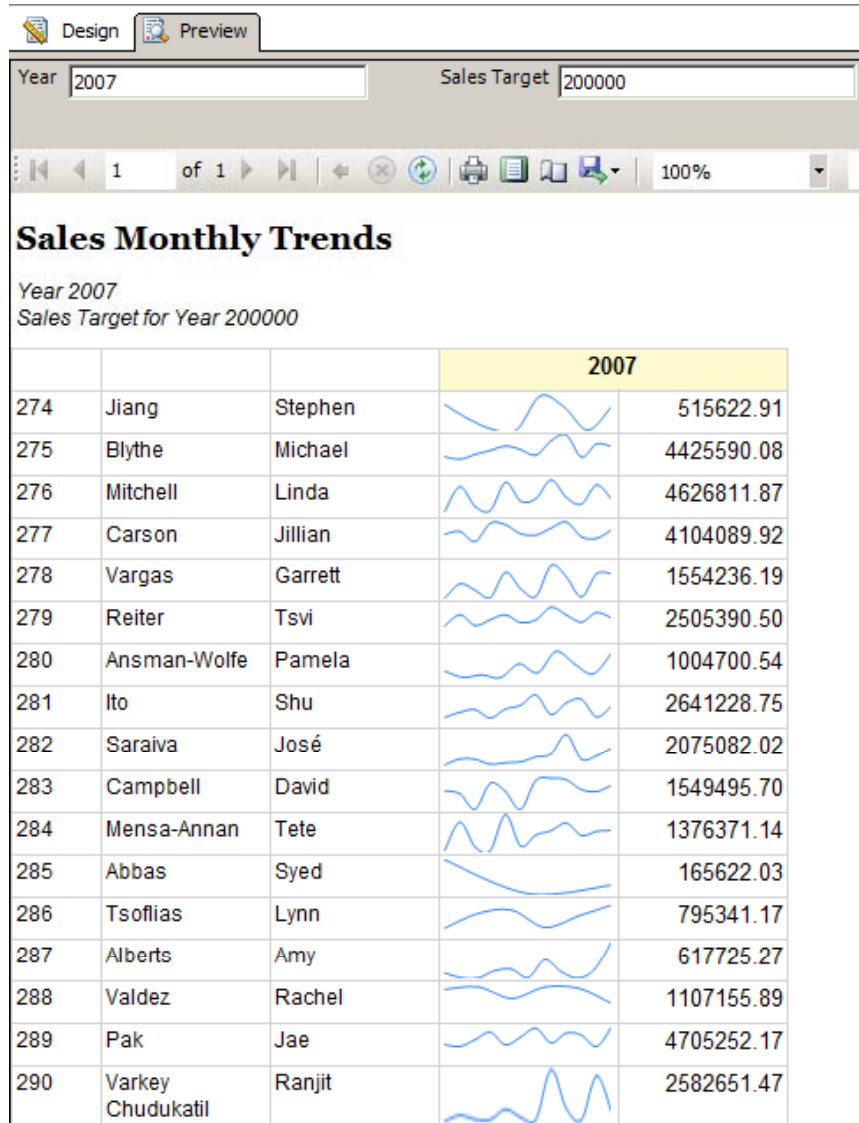 Design Preview
Year 2007 Sales Target 200000
1 of 1 100%
Sales Monthly Trends
Year 2007
Sales Target for Year 200000
2007
274 Jiang Stephen 515622.91
275 Blythe Michael 4425590.08
276 Mitchell Linda 4626811.87
277 Carson Jillian 4104089.92
278 Vargas Garrett 1554236.19
279 Reiter Tsvi 2505390.50
280 Ansman-Wolfe Pamela 1004700.54
281 Ito Shu 2641228.75
282 Saraiva José 2075082.02
283 Campbell David 1549495.70
284 Mensa-Annan Tete 1376371.14
285 Abbas Syed 165622.03
286 Tsoflias Lynn 795341.17
287 Alberts Amy 617725.27
288 Valdez Rachel 1107155.89
289 Pak Jae 4705252.17
290 Varkey Ranjit 2582651.47
Chudukatil